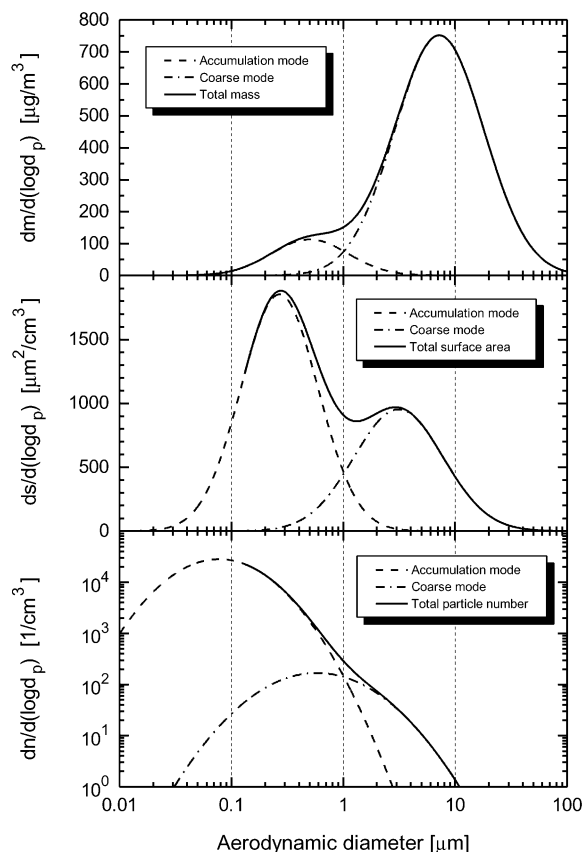 800
700
600
500
400
300
200
100
0
dm/d(logd p) [μg/m3]
Accumulation mode
Coarse mode
Total mass
1500
1000
500
0
ds/d(logd p) [μm2/cm3]
Accumulation mode
Coarse mode
Total surface area
104
103
102
101
100
dn/d(logd p) [1/cm3]
Accumulation mode
Coarse mode
Total particle number
0.01 0.1 1 10 100
Aerodynamic diameter [μm]